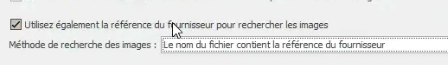 Utilisez également la référence du fournisseur pour rechercher les images
Méthode de recherche des images : Le nom du fichier contient la référence du fournisseur